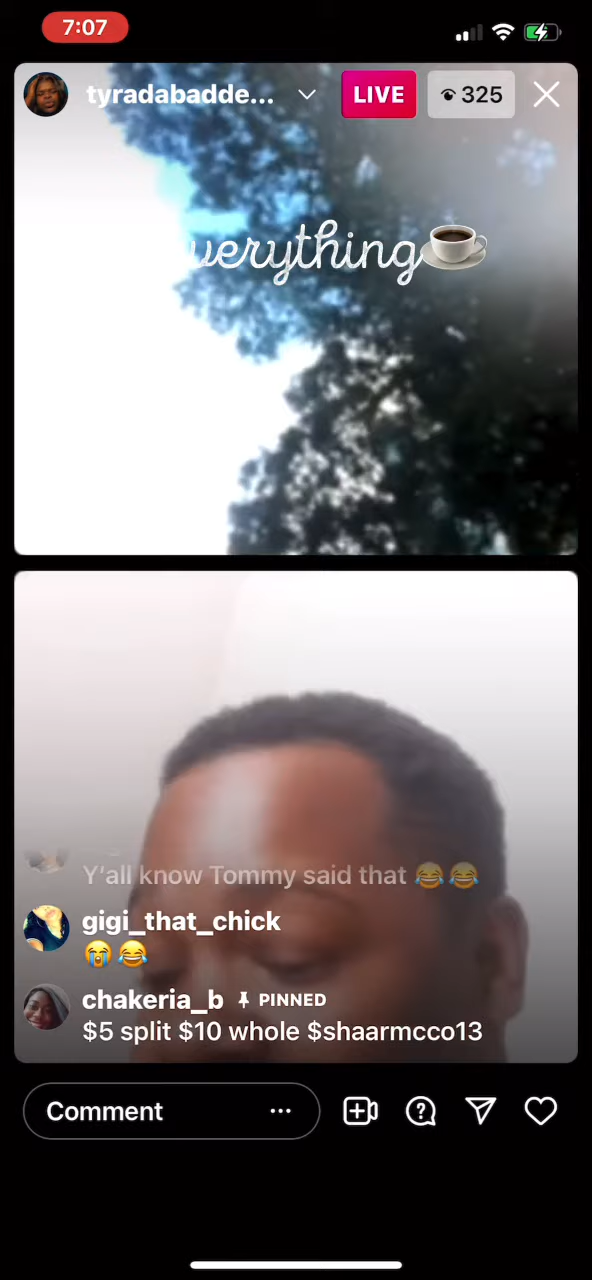 7:07
tyradabadde...
LIVE
325
verything☕
Y'all know Tommy said that 😂😂
gigi_that_chick
😭😂
chakeria_b PINNED
$5 split $10 whole $shaarmcco13
Comment